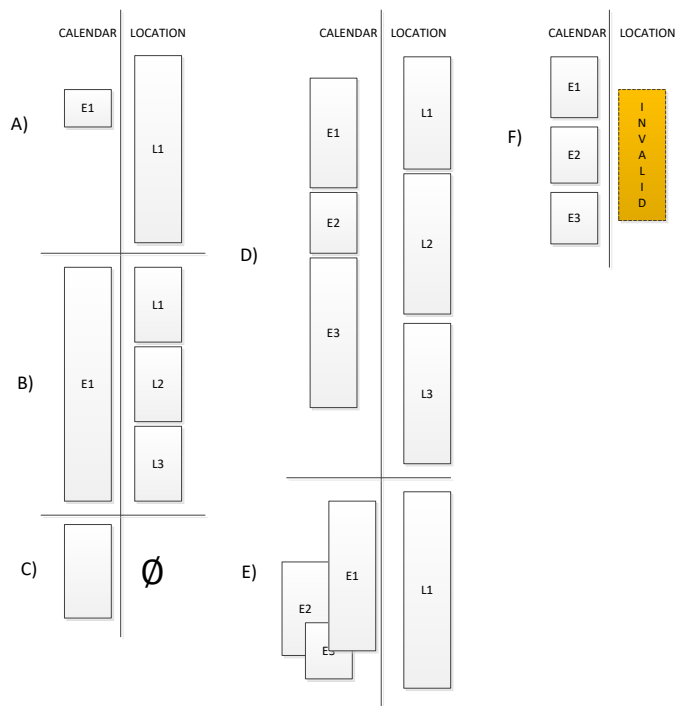 CALENDAR LOCATION
A)
E1
L1
B)
E1
L1
L2
L3
C)
Ø
CALENDAR LOCATION
D)
E1
E2
E3
L1
L2
L3
E)
E1
E2
E3
L1
CALENDAR LOCATION
F)
E1
E2
E3
I
N
V
A
L
I
D